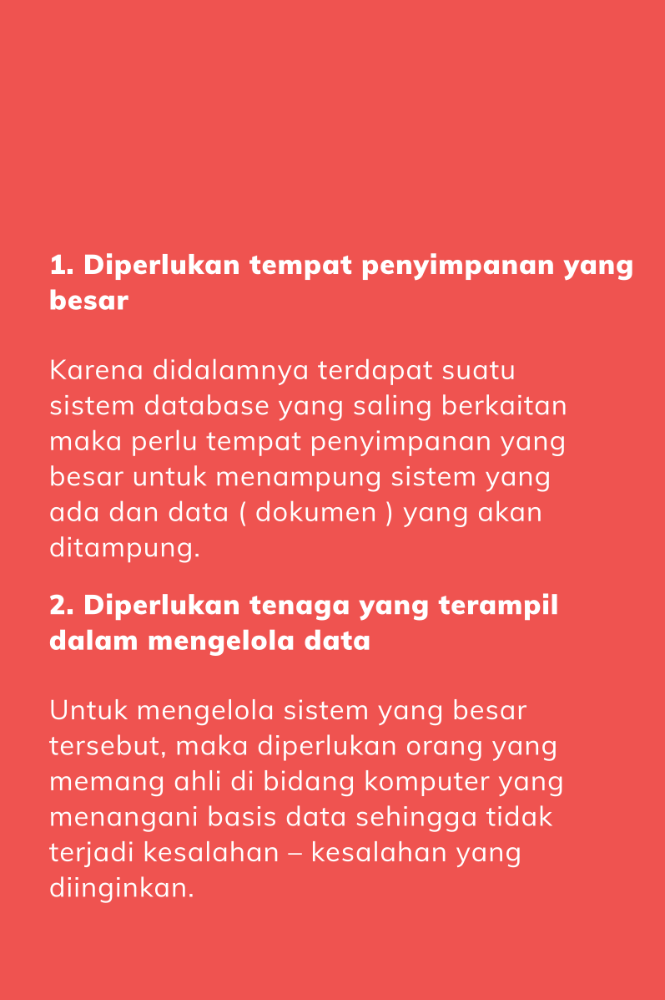 1. Diperlukan tempat penyimpanan yang
besar
Karena didalamnya terdapat suatu
sistem database yang saling berkaitan
maka perlu tempat penyimpanan yang
besar untuk menampung sistem yang
ada dan data ( dokumen ) yang akan
ditampung.
2. Diperlukan tenaga yang terampil
dalam mengelola data
Untuk mengelola sistem yang besar
tersebut, maka diperlukan orang yang
memang ahli di bidang komputer yang
menangani basis data sehingga tidak
terjadi kesalahan – kesalahan yang
diinginkan.